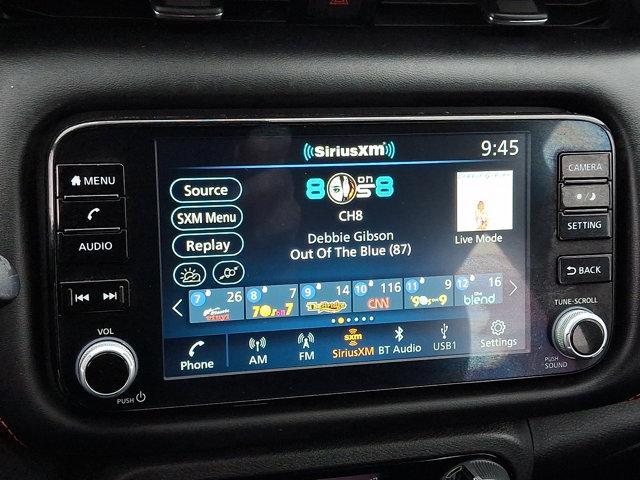 ((SiriusXM))
9:45
MENU
AUDIO
VOL
PUSH
Source
SXM Menu
Replay
8 on 8
CH8
Debbie Gibson
Out Of The Blue (87)
Live Mode
7 26
8 7
70s on 7
9 14
10 116
CNN
11 9
90s on 9
12 16
the blend
Phone
AM
FM
SXM
SiriusXM
BT Audio
USB1
Settings
CAMERA
SETTING
BACK
TUNE·SCROLL
PUSH
SOUND